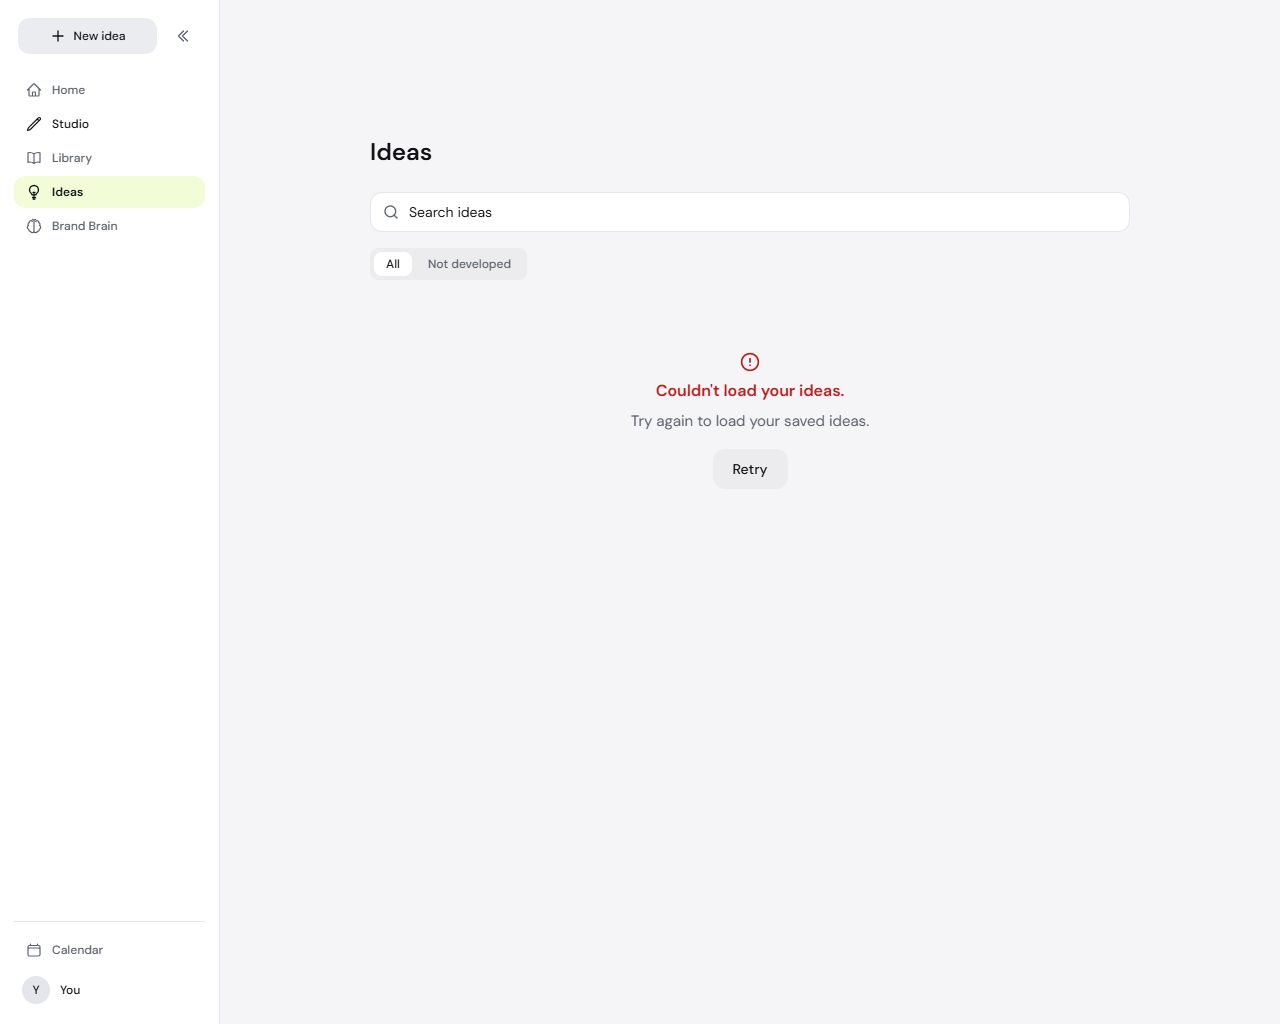 New idea
Home
Studio
Library
Ideas
Brand Brain
Calendar
Y
You
Ideas
Search ideas
All
Not developed
Couldn't load your ideas.
Try again to load your saved ideas.
Retry